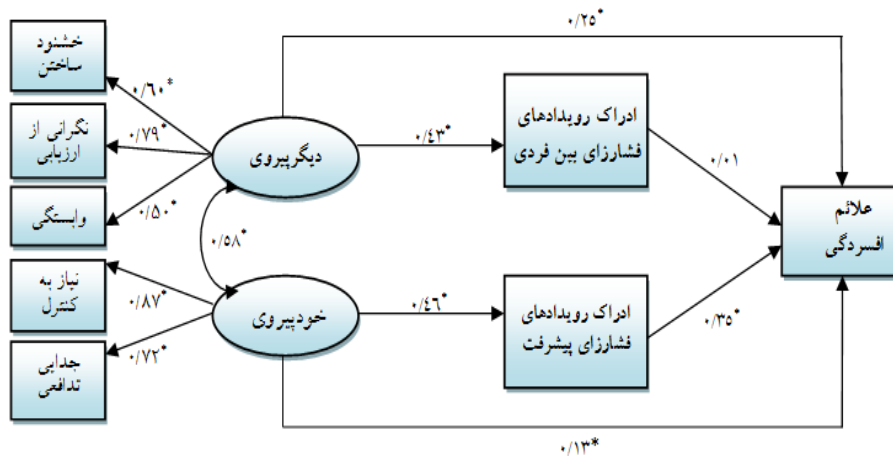 ۰/۲۵*
خشنود
ساختن
۰/۶۰*
نگرانی از
ارزیابی
۰/۷۹*
وابستگی
۰/۵۰*
دیگرپیروی
۰/۴۳*
ادراک رویدادهای
فشارزای بین فردی
۰/۰۱
علائم
افسردگی
۰/۵۸*
نیاز به
کنترل
۰/۸۷*
جدایی
تدافعی
۰/۷۲*
خودپیروی
۰/۴۶*
ادراک رویدادهای
فشارزای پیشرفت
۰/۳۵*
۰/۱۳*